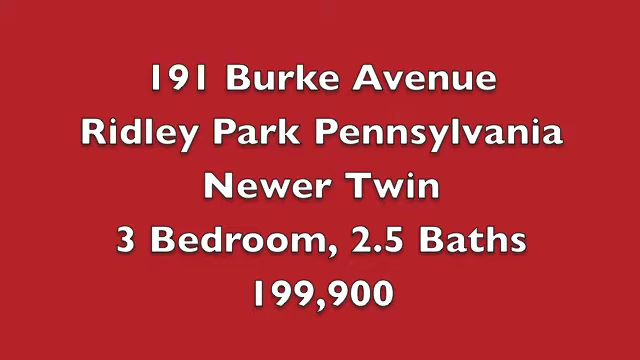 191 Burke Avenue
Ridley Park Pennsylvania
Newer Twin
3 Bedroom, 2.5 Baths
199,900